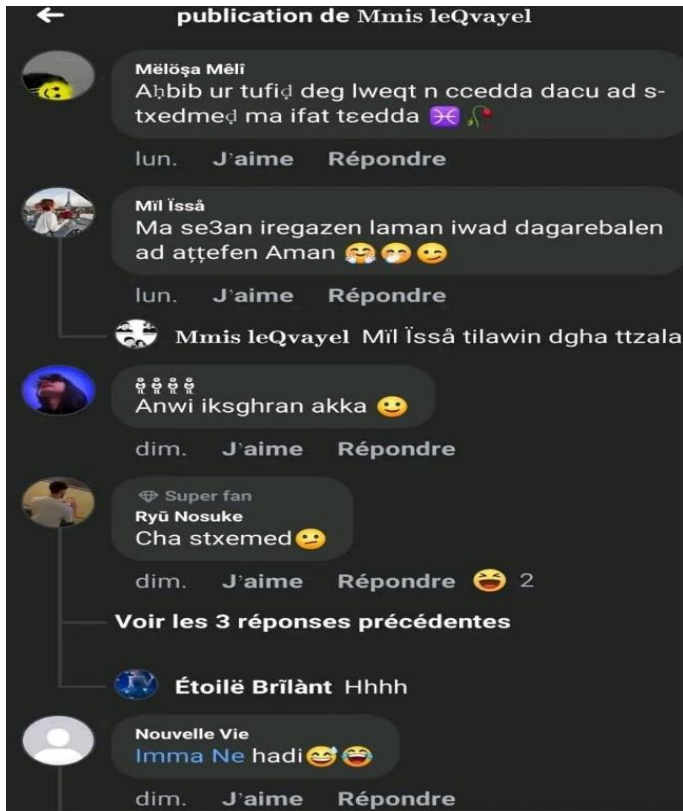 publication de Mmis leQvayel
Mëlöşa Mêlî
Aḥbib ur tufiḍ deg lweqt n ccedda dacu ad s-
txedmeḍ ma ifat tɛedda ♓🥀
lun. J'aime Répondre
Mïl Ïsså
Ma se3an iregazen laman iwad dagarebalen
ad aṭṭefen Aman 🤗🤭😉
lun. J'aime Répondre
Mmis leQvayel Mïl Ïsså tilawin dgha ttzala
Anwi iksghran akka 🙂
dim. J'aime Répondre
Super fan
Ryū Nosuke
Cha stxemed🫤
dim. J'aime Répondre 😆 2
Voir les 3 réponses précédentes
Étoilë Brĩlànt Hhhh
Nouvelle Vie
Imma Ne hadi😅😂
dim. J'aime Répondre